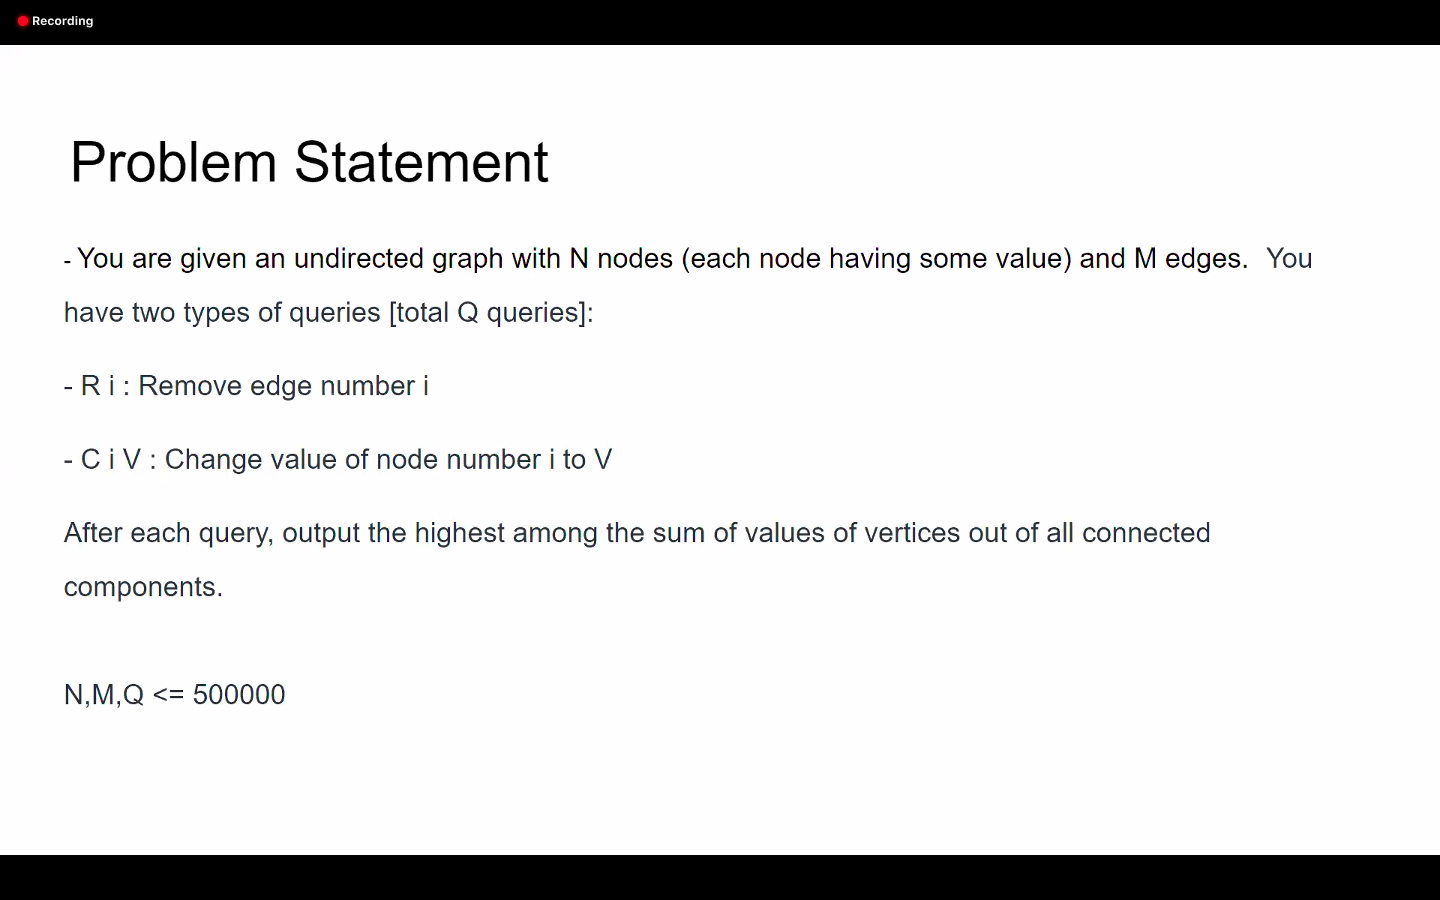 Recording
Problem Statement
- You are given an undirected graph with N nodes (each node having some value) and M edges. You
have two types of queries [total Q queries]:
- R i : Remove edge number i
- C i V : Change value of node number i to V
After each query, output the highest among the sum of values of vertices out of all connected
components.
N,M,Q <= 500000